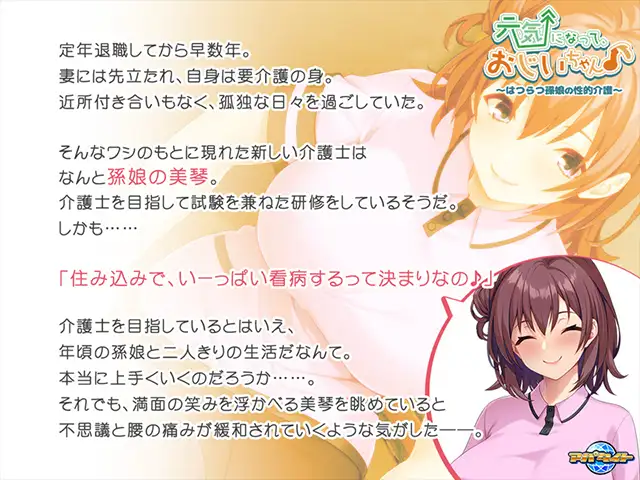 元気になって。
おじいちゃん♪
～はつらつ孫娘の性的介護～
定年退職してから早数年。
妻には先立たれ、自身は要介護の身。
近所付き合いもなく、孤独な日々を過ごしていた。
そんなワシのもとに現れた新しい介護士は
なんと孫娘の美琴。
介護士を目指して試験を兼ねた研修をしているそうだ。
しかも……
「住み込みで、いーっぱい看病するって決まりなの♪」
介護士を目指しているとはいえ、
年頃の孫娘と二人きりの生活だなんて。
本当に上手くいくのだろうか……。
それでも、満面の笑みを浮かべる美琴を眺めていると
不思議と腰の痛みが緩和されていくような気がした――。